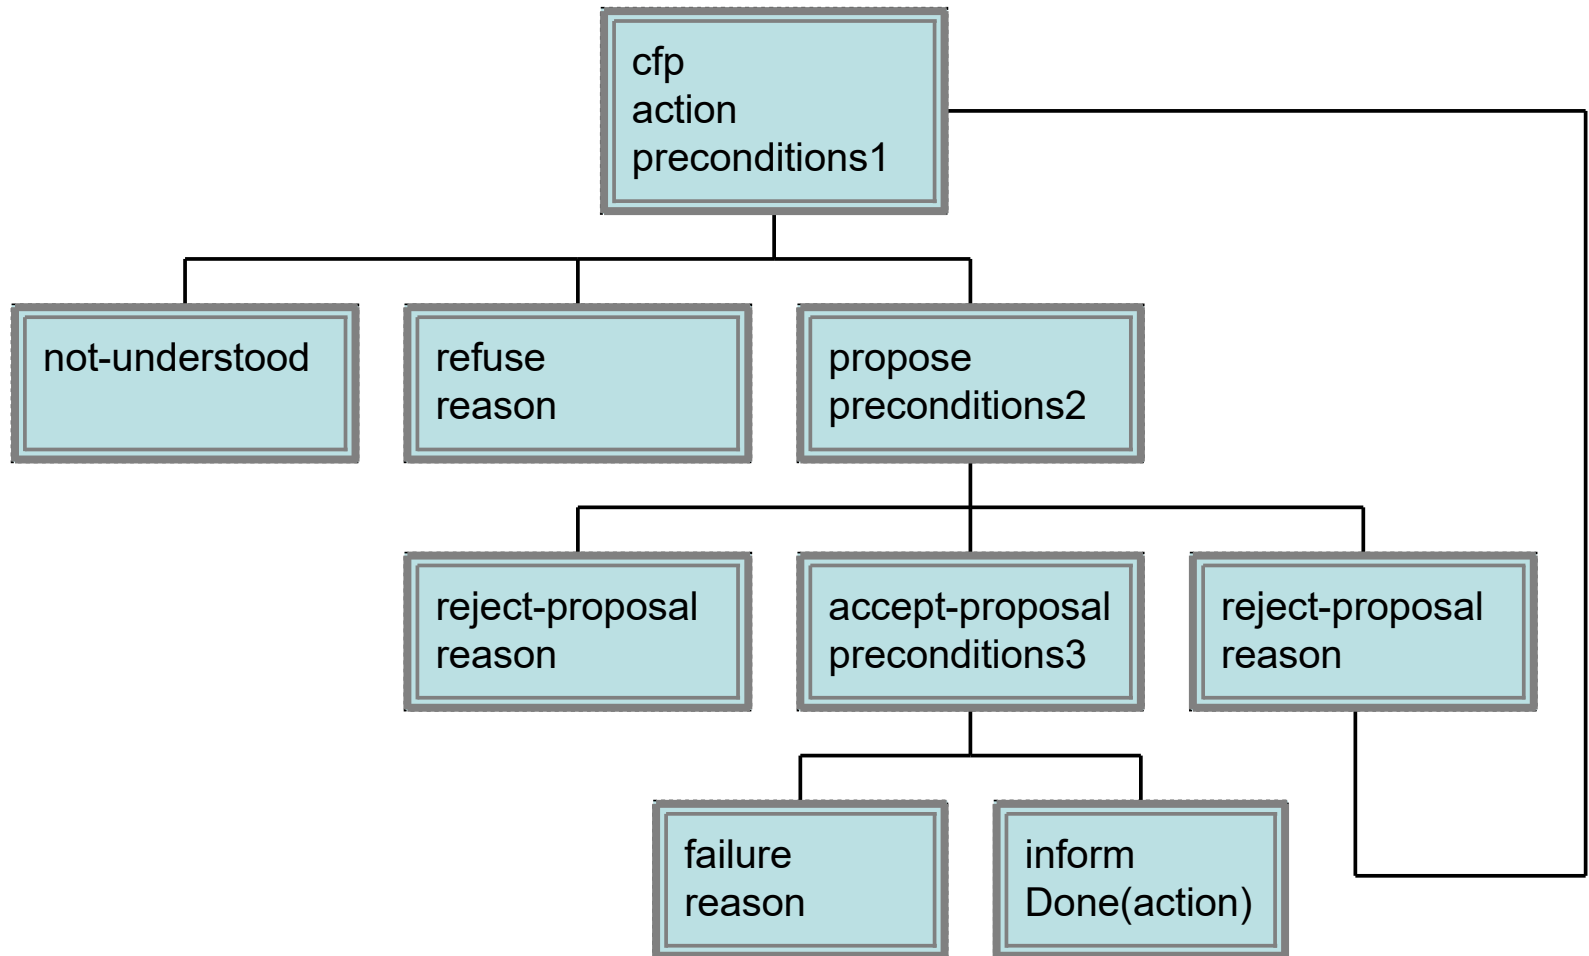 cfp
action
preconditions1
not-understood
refuse
reason
propose
preconditions2
reject-proposal
reason
accept-proposal
preconditions3
reject-proposal
reason
failure
reason
inform
Done(action)